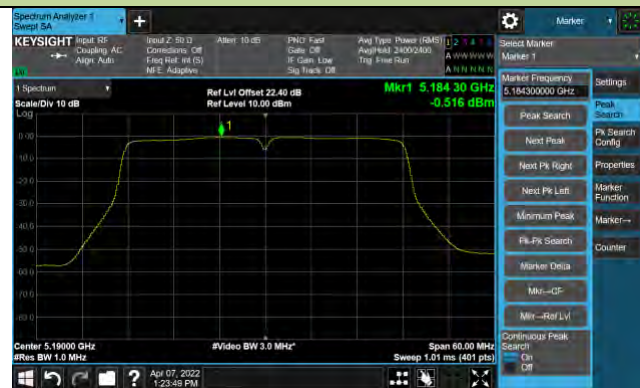 Spectrum Analyzer 1
Swept SA
Marker
KEYSIGHT
Input: RF
Coupling: AC
Align: Auto
Input Z: 50 Ω
Corrections: Off
Freq Ref: Int (S)
NFE: Adaptive
Atten: 10 dB
PNO: Fast
Gate: Off
IF Gain: Low
Sig Track: Off
Avg Type: Power (RMS)
Avg|Hold: 2400/2400
Trig: Free Run
1 2 3 4 5 6
A W W W W W
A N N N N N
Select Marker
Marker 1
1 Spectrum
Scale/Div 10 dB
Log
Ref Lvl Offset 22.40 dB
Ref Level 10.00 dBm
Mkr1 5.184 30 GHz
-0.516 dBm
1
0.00
-10.0
-20.0
-30.0
-40.0
-50.0
-60.0
-70.0
-80.0
Center 5.19000 GHz
#Res BW 1.0 MHz
#Video BW 3.0 MHz*
Span 60.00 MHz
Sweep 1.01 ms (401 pts)
Marker Frequency
5.184300000 GHz
Peak Search
Next Peak
Next Pk Right
Next Pk Left
Minimum Peak
Pk-Pk Search
Marker Delta
Mkr→CF
Mkr→Ref Lvl
Continuous Peak
Search
On
Off
Settings
Peak
Search
Pk Search
Config
Properties
Marker
Function
Marker→
Counter
?
Apr 07, 2022
1:23:49 PM